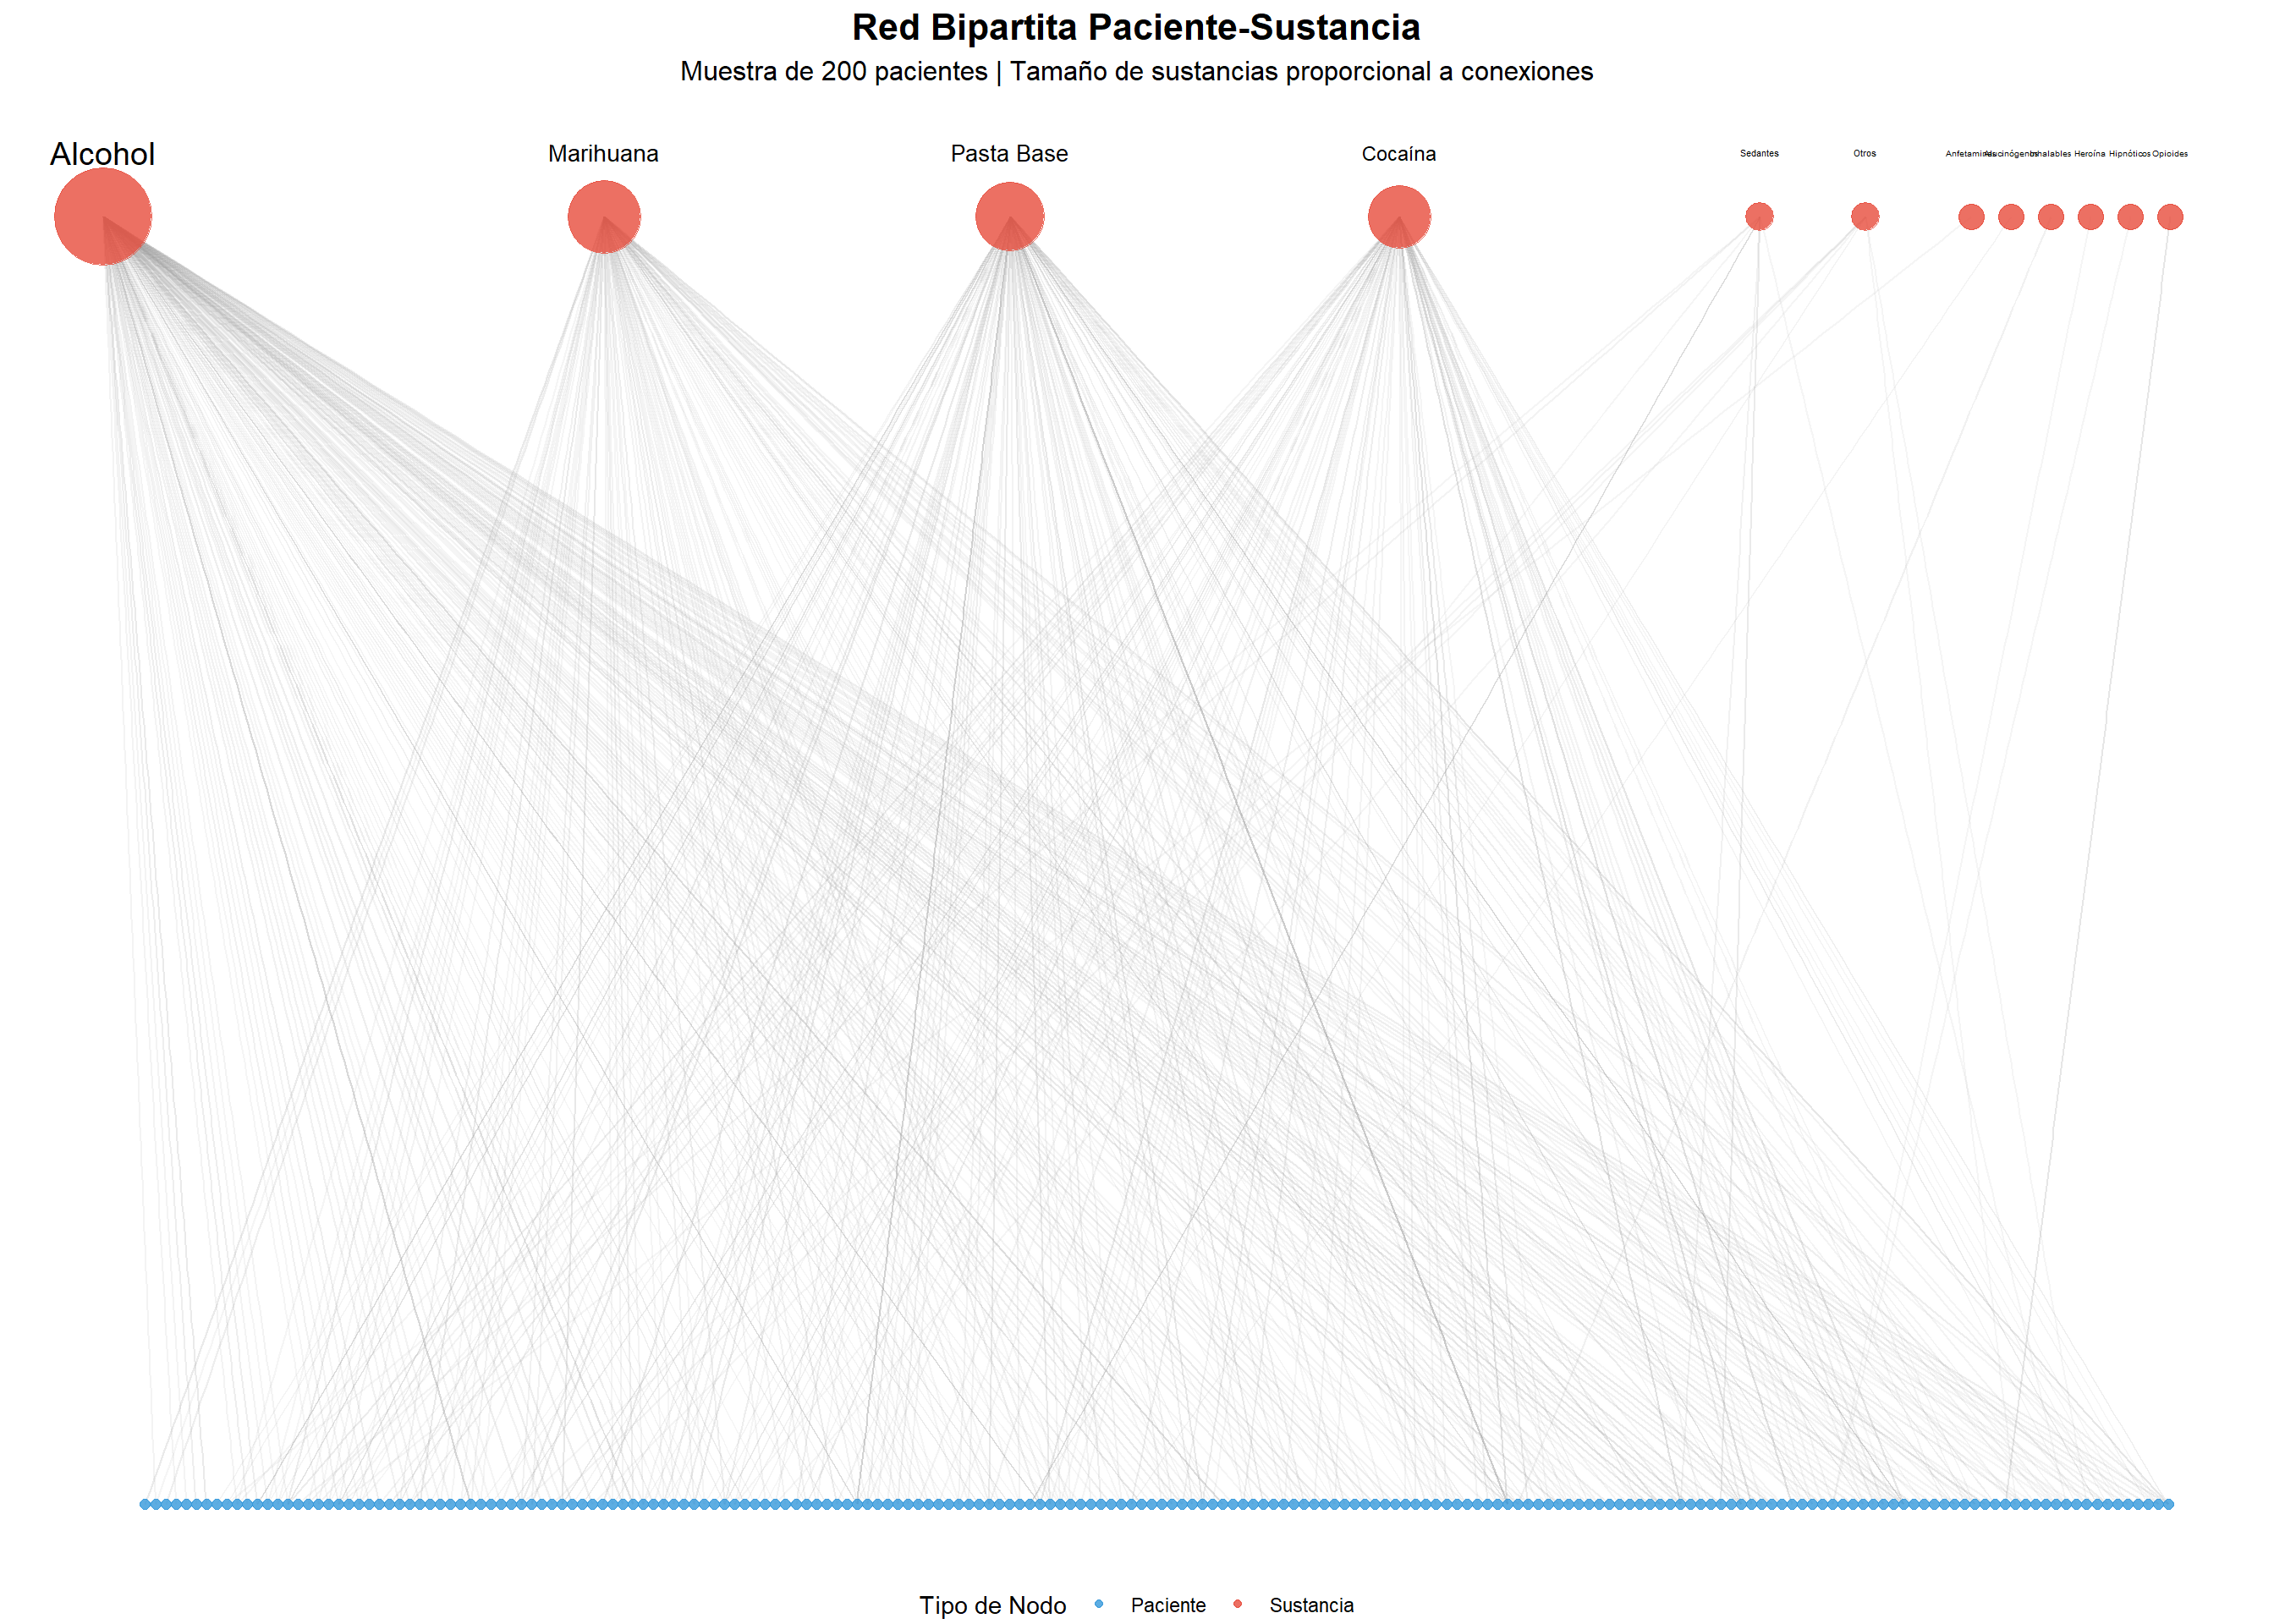 Red Bipartita Paciente-Sustancia
Muestra de 200 pacientes | Tamaño de sustancias proporcional a conexiones
Alcohol Marihuana Pasta Base Cocaína Sedantes Otros Anfetaminas Alucinógenos Inhalables Heroína Hipnóticos Opioides
Tipo de Nodo Paciente Sustancia